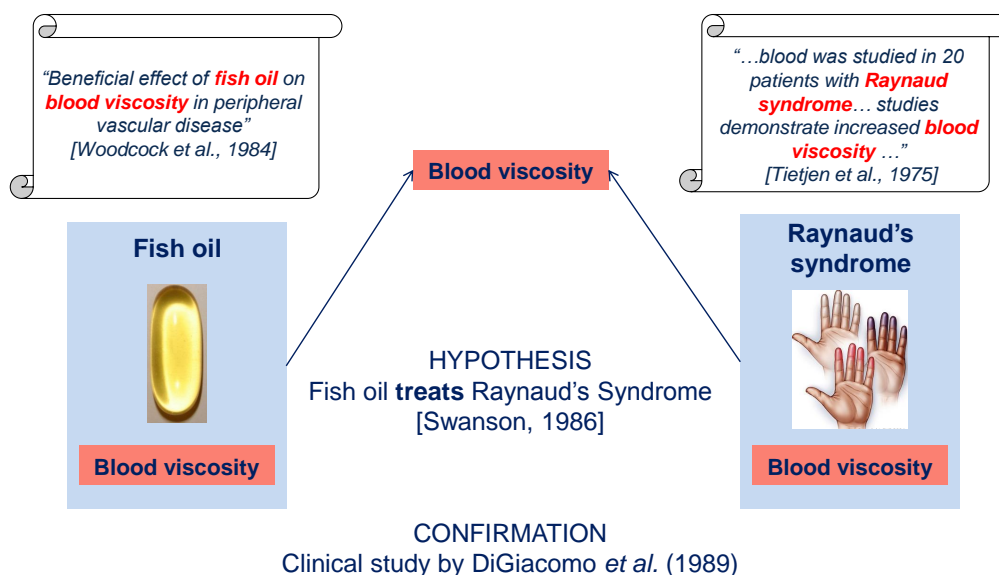 “Beneficial effect of fish oil on
blood viscosity in peripheral
vascular disease”
[Woodcock et al., 1984]
“…blood was studied in 20
patients with Raynaud
syndrome… studies
demonstrate increased blood
viscosity …”
[Tietjen et al., 1975]
Blood viscosity
Fish oil
Blood viscosity
Raynaud’s
syndrome
Blood viscosity
HYPOTHESIS
Fish oil treats Raynaud’s Syndrome
[Swanson, 1986]
CONFIRMATION
Clinical study by DiGiacomo et al. (1989)